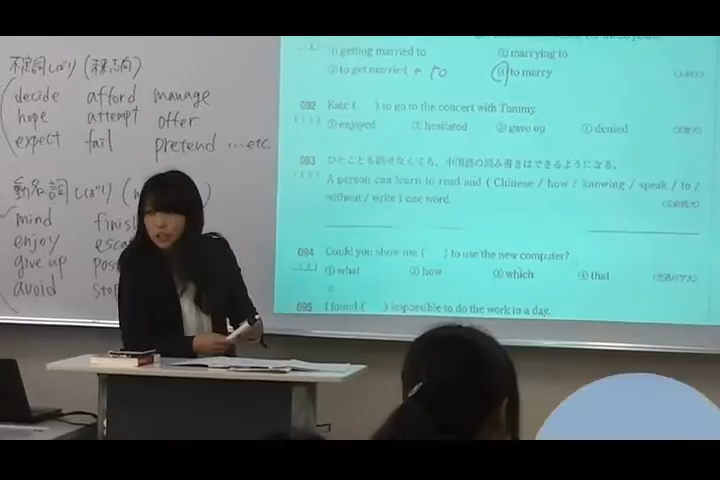 不定詞しばり(未来志向)
decide afford manage
hope attempt offer
expect fail pretend …etc.
動名詞しばり(
mind finish
enjoy
give up
avoid
① getting married to ② marrying to
③ to get married + to ④ to marry
092 Kate ( ) to go to the concert with Tommy.
① enjoyed ② hesitated ③ gave up ④ denied
093 ひとことも話せなくても、中国語の読み書きはできるようになる。
A person can learn to read and ( Chinese / how / knowing / speak / to /
without / write ) one word.
094 Could you show me ( ) to use the new computer?
① what ② how ③ which ④ that
095 I found ( ) impossible to do the work in a day.